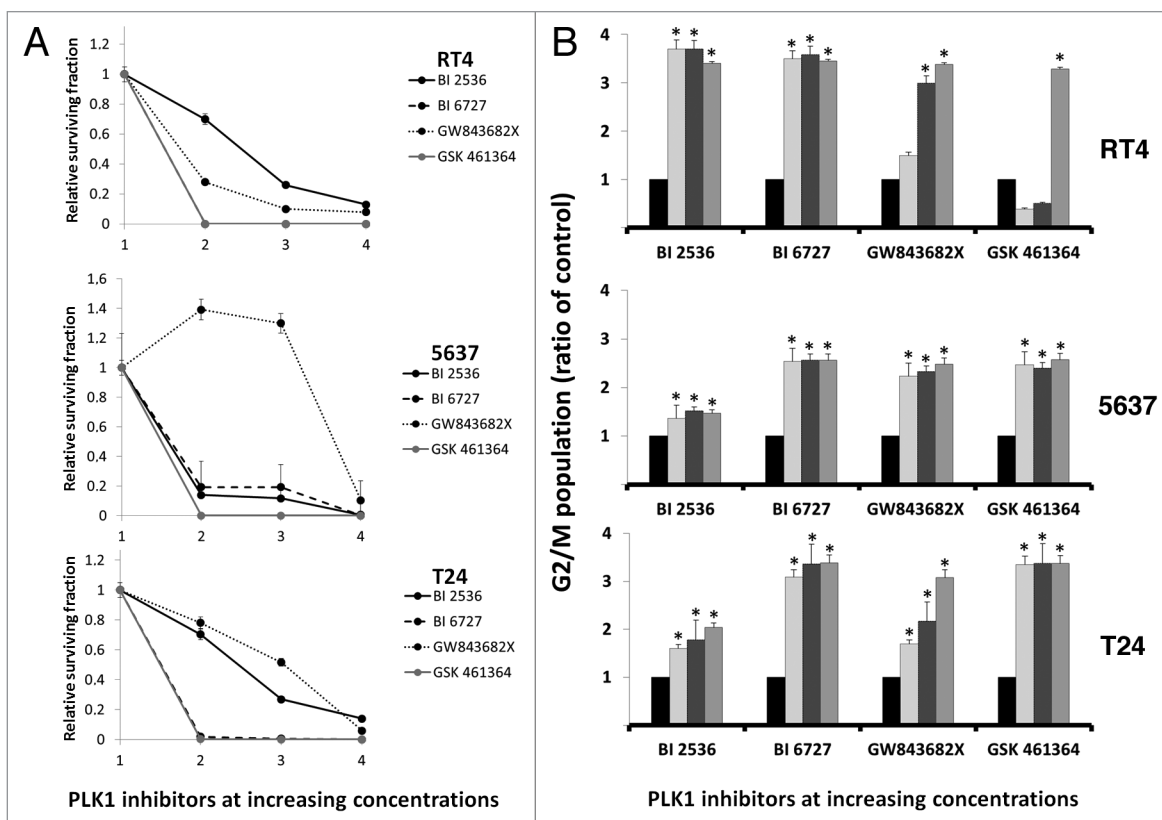 A
Relative surviving fraction
1.2
1
0.8
0.6
0.4
0.2
0
1 2 3 4
RT4
BI 2536
BI 6727
GW843682X
GSK 461364
Relative surviving fraction
1,6
1,4
1.2
1
0.8
0.6
0.4
0.2
0
1 2 3 4
5637
BI 2536
BI 6727
GW843682X
GSK 461364
Relative surviving fraction
1.2
1
0.8
0.6
0.4
0.2
0
1 2 3 4
T24
BI 2536
BI 6727
GW843682X
GSK 461364
PLK1 inhibitors at increasing concentrations
B
G2/M population (ratio of control)
4
3
2
1
* * * * * * * * *
BI 2536 BI 6727 GW843682X GSK 461364
RT4
4
3
2
1
* * * * * * * * * * * *
BI 2536 BI 6727 GW843682X GSK 461364
5637
4
3
2
1
* * * * * * * * * * * *
BI 2536 BI 6727 GW843682X GSK 461364
T24
PLK1 inhibitors at increasing concentrations